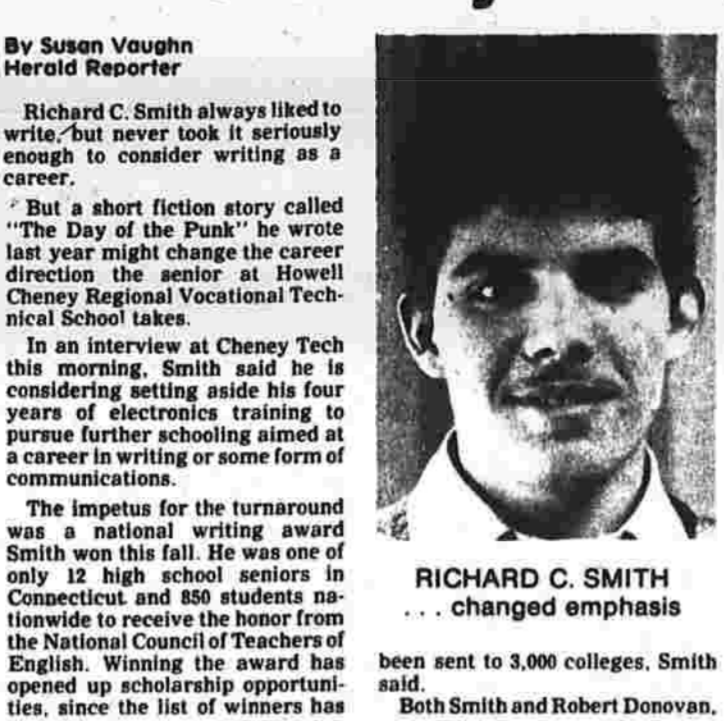 By Susan Vaughn
Herald Reporter
Richard C. Smith always liked to
write, but never took it seriously
enough to consider writing as a
career.
But a short fiction story called
"The Day of the Punk" he wrote
last year might change the career
direction the senior at Howell
Cheney Regional Vocational Tech-
nical School takes.
In an interview at Cheney Tech
this morning, Smith said he is
considering setting aside his four
years of electronics training to
pursue further schooling aimed at
a career in writing or some form of
communications.
The impetus for the turnaround
was a national writing award
Smith won this fall. He was one of
only 12 high school seniors in
Connecticut and 850 students na-
tionwide to receive the honor from
the National Council of Teachers of
English. Winning the award has
opened up scholarship opportuni-
ties, since the list of winners has
RICHARD C. SMITH
. . . changed emphasis
been sent to 3,000 colleges, Smith
said.
Both Smith and Robert Donovan,